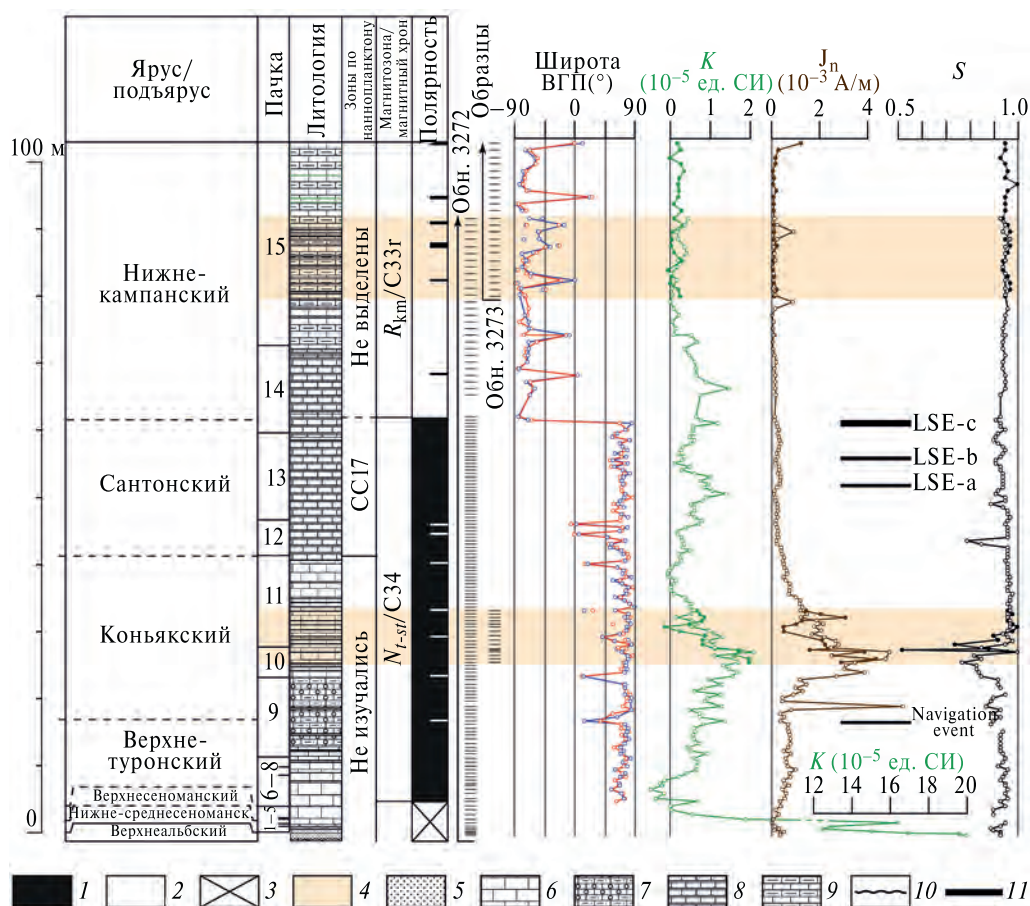 Ярус/
подъярус
Пачка
Литология
Зоны по
наннопланктону
Магнитозона/
магнитный хрон
Полярность
Образцы
Широта
ВГП(°)
−90
0
90
K
(10⁻⁵ ед. СИ)
0
1
2
Jn
(10⁻³А/м)
0
2
4
S
0.5
1.0
100 м
0
Нижне-
кампанский
Сантонский
Коньякский
Верхне-
туронский
Верхнесеноманский
Нижне-среднесеноманск.
Верхнеальбский
15
14
13
12
11
10
9
6–8
1–5
Не выделены
CC17
Не изучались
Rkm/C33r
Nt-st/C34
Обн. 3272
Обн. 3273
LSE-c
LSE-b
LSE-a
Navigation
event
K (10⁻⁵ ед. СИ)
12
14
16
20
1
2
3
4
5
6
7
8
9
10
11